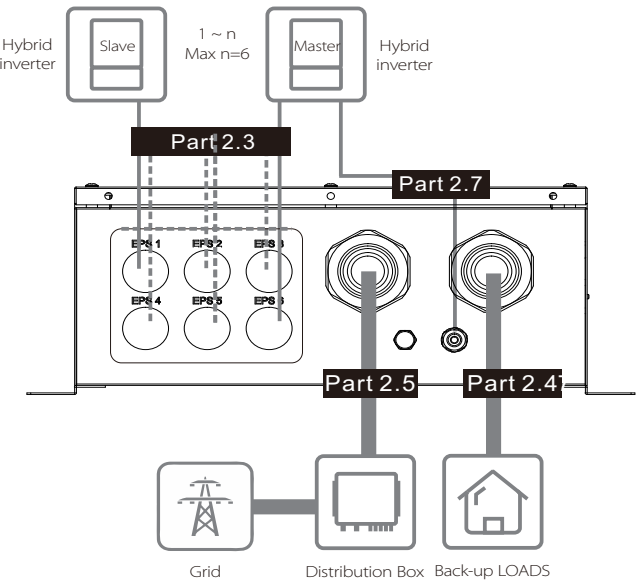 Hybrid
inverter
Slave
1 ~ n
Max n=6
Master
Hybrid
inverter
Part 2.3
Part 2.7
EPS 1
EPS 2
EPS 3
EPS 4
EPS 5
EPS 6
Part 2.5
Part 2.4
Grid
Distribution Box
Back-up LOADS